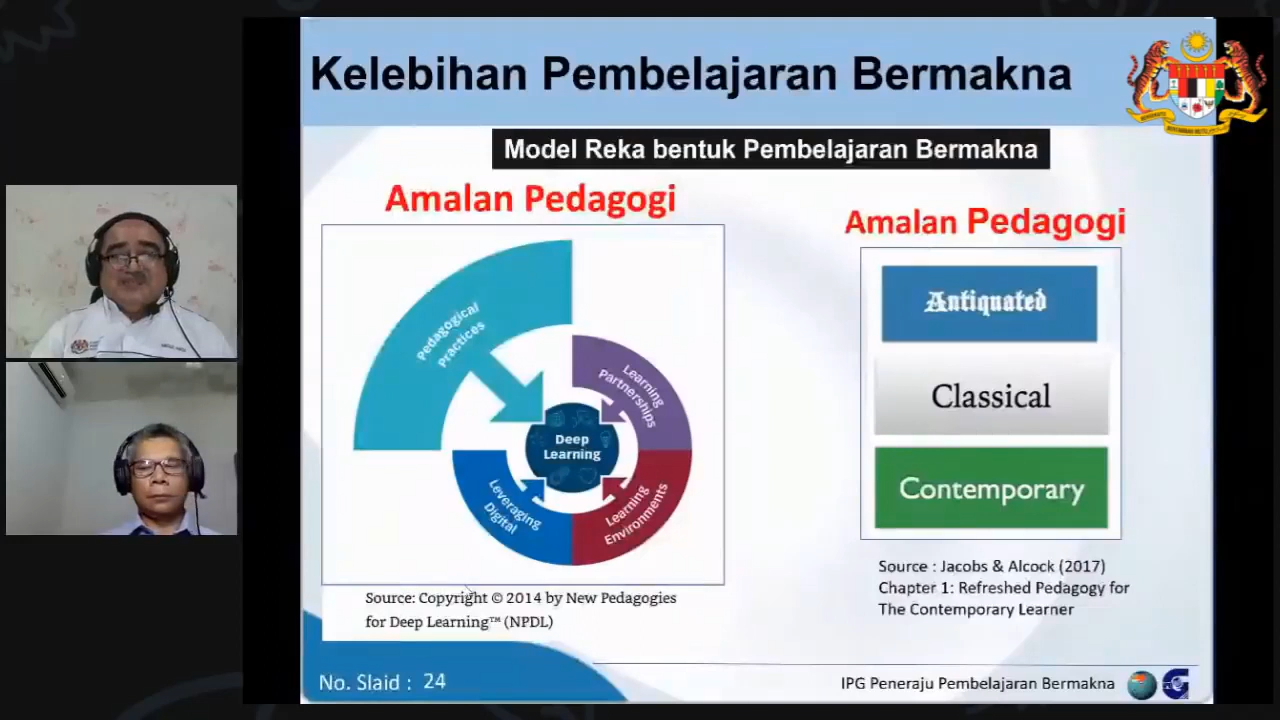 Kelebihan Pembelajaran Bermakna
Model Reka bentuk Pembelajaran Bermakna
Amalan Pedagogi
Pedagogical
Practices
Learning
Partnerships
Deep
Learning
Leveraging
Digital
Learning
Environments
Source: Copyright © 2014 by New Pedagogies
for Deep Learning™ (NPDL)
Amalan Pedagogi
Antiquated
Classical
Contemporary
Source : Jacobs & Alcock (2017)
Chapter 1: Refreshed Pedagogy for
The Contemporary Learner
No. Slaid : 24
IPG Peneraju Pembelajaran Bermakna